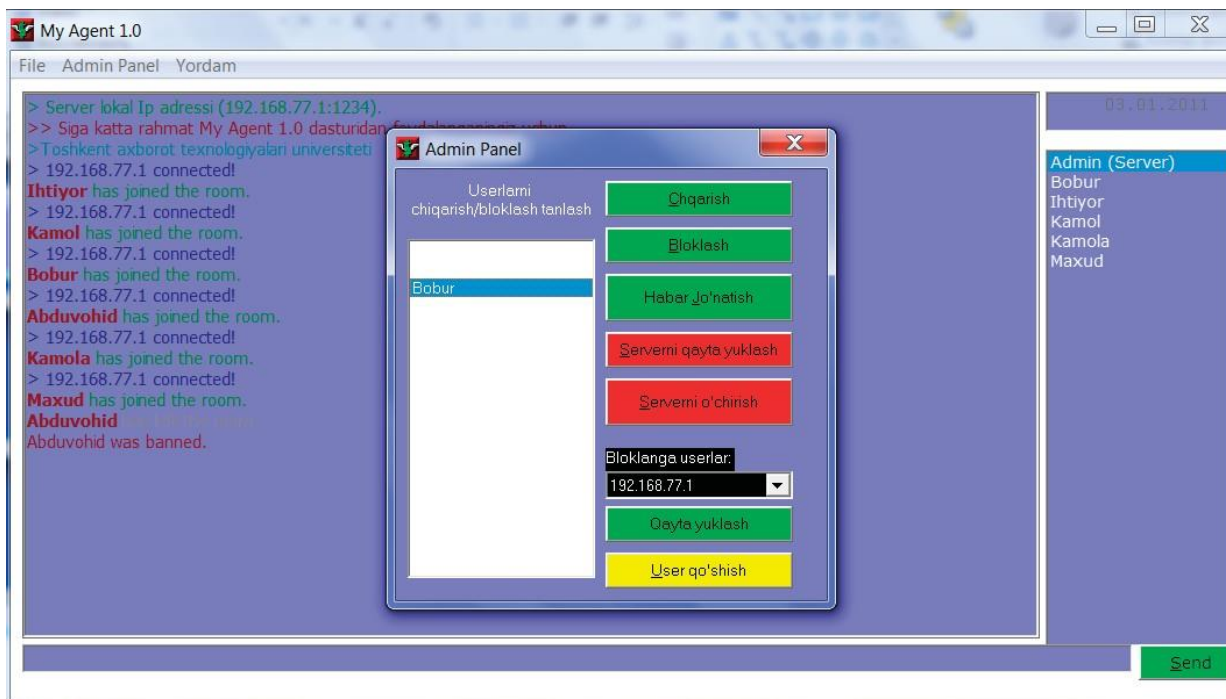 My Agent 1.0
File Admin Panel Yordam
> Server lokal Ip adressi (192.168.77.1:1234).
>> Siga katta rahmat My Agent 1.0 dasturidan foydalanganingiz uchun
>Toshkent axborot texnologiyalari universiteti
> 192.168.77.1 connected!
Ihtiyor has joined the room.
> 192.168.77.1 connected!
Kamol has joined the room.
> 192.168.77.1 connected!
Bobur has joined the room.
> 192.168.77.1 connected!
Abduvohid has joined the room.
> 192.168.77.1 connected!
Kamola has joined the room.
> 192.168.77.1 connected!
Maxud has joined the room.
Abduvohid
Abduvohid was banned.
Admin Panel
Userlarni
chiqarish/bloklash tanlash
Bobur
Chqarish
Bloklash
Habar Jo'natish
Serverni qayta yuklash
Serverni o'chirish
Bloklanga userlar:
192.168.77.1
Qayta yuklash
User qo'shish
03.01.2011
Admin (Server)
Bobur
Ihtiyor
Kamol
Kamola
Maxud
Send